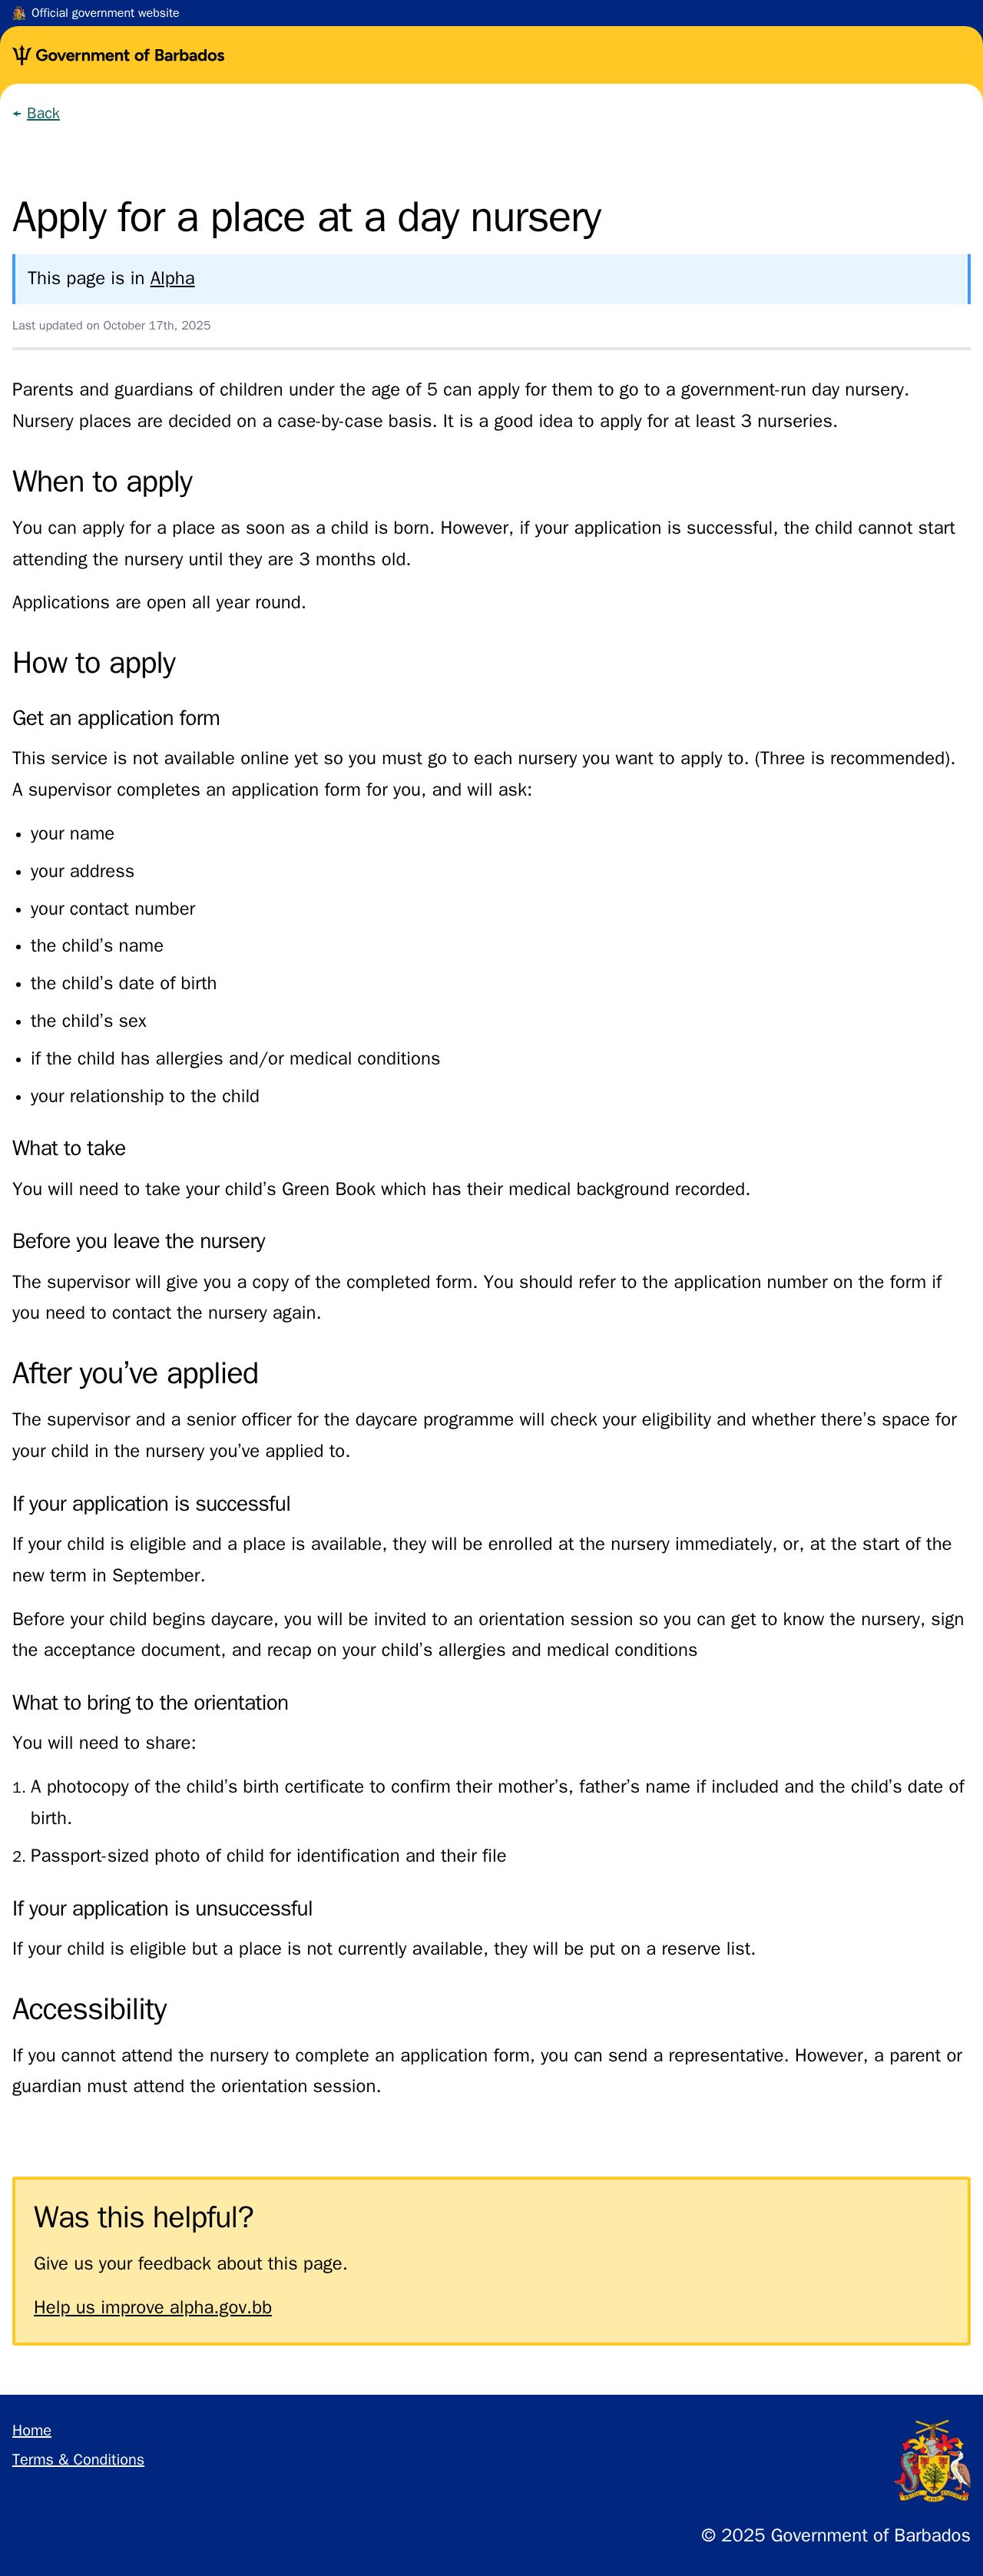 Official government website
Government of Barbados
← Back
Apply for a place at a day nursery
This page is in Alpha
Last updated on October 17th, 2025
Parents and guardians of children under the age of 5 can apply for them to go to a government-run day nursery.
Nursery places are decided on a case-by-case basis. It is a good idea to apply for at least 3 nurseries.
When to apply
You can apply for a place as soon as a child is born. However, if your application is successful, the child cannot start
attending the nursery until they are 3 months old.
Applications are open all year round.
How to apply
Get an application form
This service is not available online yet so you must go to each nursery you want to apply to. (Three is recommended).
A supervisor completes an application form for you, and will ask:
• your name
• your address
• your contact number
• the child's name
• the child's date of birth
• the child's sex
• if the child has allergies and/or medical conditions
• your relationship to the child
What to take
You will need to take your child's Green Book which has their medical background recorded.
Before you leave the nursery
The supervisor will give you a copy of the completed form. You should refer to the application number on the form if
you need to contact the nursery again.
After you've applied
The supervisor and a senior officer for the daycare programme will check your eligibility and whether there's space for
your child in the nursery you've applied to.
If your application is successful
If your child is eligible and a place is available, they will be enrolled at the nursery immediately, or, at the start of the
new term in September.
Before your child begins daycare, you will be invited to an orientation session so you can get to know the nursery, sign
the acceptance document, and recap on your child's allergies and medical conditions
What to bring to the orientation
You will need to share:
1. A photocopy of the child's birth certificate to confirm their mother's, father's name if included and the child's date of
birth.
2. Passport-sized photo of child for identification and their file
If your application is unsuccessful
If your child is eligible but a place is not currently available, they will be put on a reserve list.
Accessibility
If you cannot attend the nursery to complete an application form, you can send a representative. However, a parent or
guardian must attend the orientation session.
Was this helpful?
Give us your feedback about this page.
Help us improve alpha.gov.bb
Home
Terms & Conditions
PRIDE AND INDUSTRY
© 2025 Government of Barbados